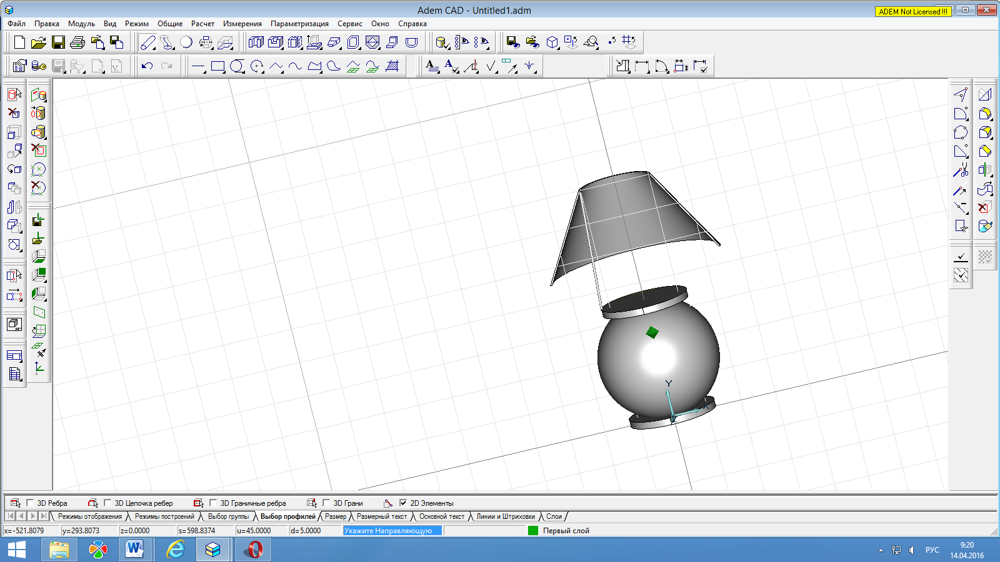 Adem CAD - Untitled1.adm
ADEM Not Licensed !!!
Файл Правка Модуль Вид Режим Общие Расчет Измерения Параметризация Сервис Окно Справка
Y
X
3D Ребра 3D Цепочка ребер 3D Граничные ребра 3D Грани 2D Элементы
Режимы отображения Режимы построений Выбор группы Выбор профилей Размер Размерный текст Основной текст Линии и Штриховки Слои
x=-521.8079 y=293.8073 z=0.0000 s=598.8374 u=45.0000 d=5.0000 Укажите Направляющую Первый слой
РУС
9:20
14.04.2016